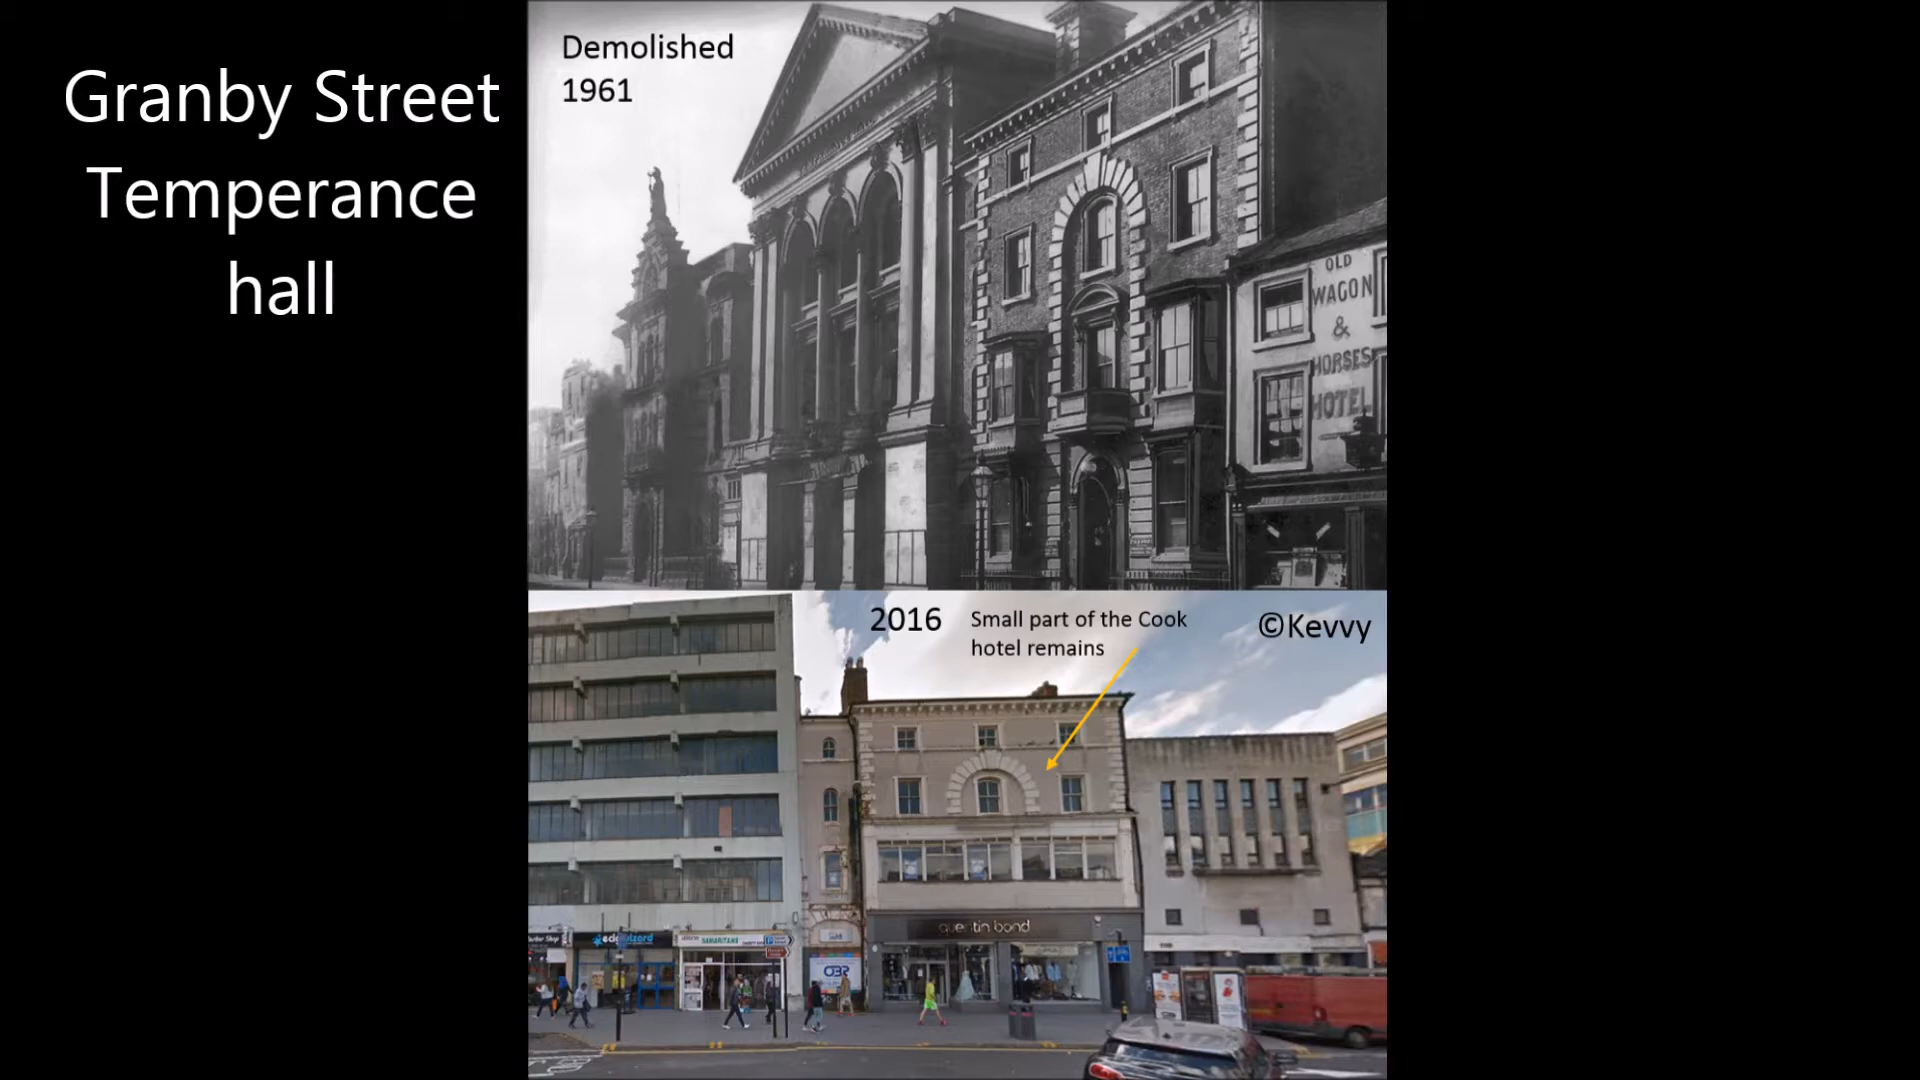 Granby Street
Temperance
hall
Demolished
1961
OLD
WAGON
&
HORSES
HOTEL
2016
Small part of the Cook
hotel remains
©Kevvy
quentin bond
SAMARITANS